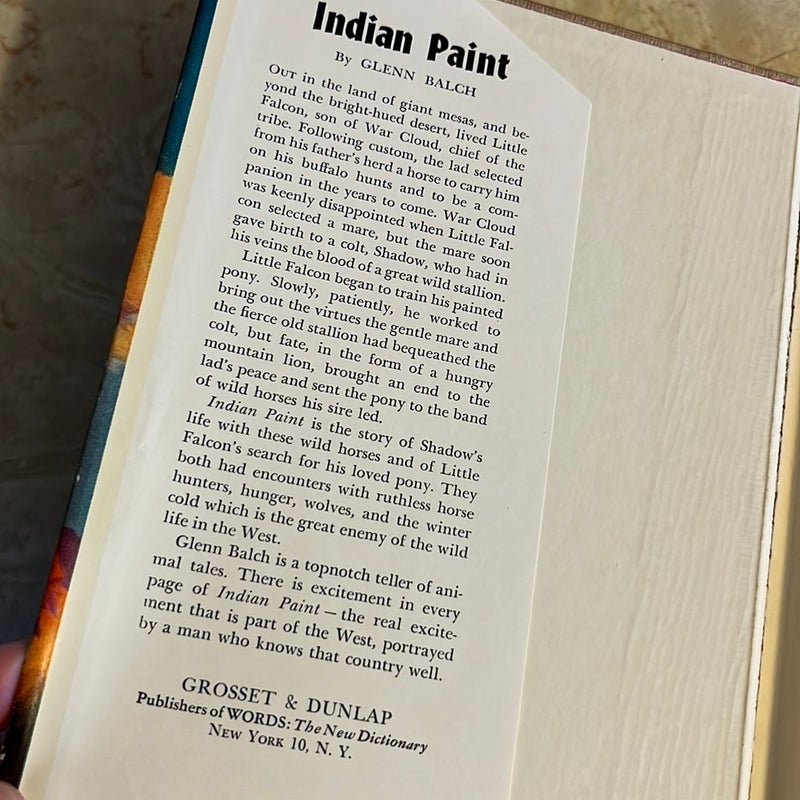 Indian Paint
By GLENN BALCH
OUT in the land of giant mesas, and be-
yond the bright-hued desert, lived Little
Falcon, son of War Cloud, chief of the
tribe. Following custom, the lad selected
from his father's herd a horse to carry him
on his buffalo hunts and to be a com-
panion in the years to come. War Cloud
was keenly disappointed when Little Fal-
con selected a mare, but the mare soon
gave birth to a colt, Shadow, who had in
his veins the blood of a great wild stallion.
Little Falcon began to train his painted
pony. Slowly, patiently, he worked to
bring out the virtues the gentle mare and
the fierce old stallion had bequeathed the
colt, but fate, in the form of a hungry
mountain lion, brought an end to the
lad's peace and sent the pony to the band
of wild horses his sire led.
Indian Paint is the story of Shadow's
life with these wild horses and of Little
Falcon's search for his loved pony. They
both had encounters with ruthless horse
hunters, hunger, wolves, and the winter
cold which is the great enemy of the wild
life in the West.
Glenn Balch is a topnotch teller of ani-
mal tales. There is excitement in every
page of Indian Paint — the real excite-
ment that is part of the West, portrayed
by a man who knows that country well.
GROSSET & DUNLAP
Publishers of WORDS: The New Dictionary
NEW YORK 10, N. Y.